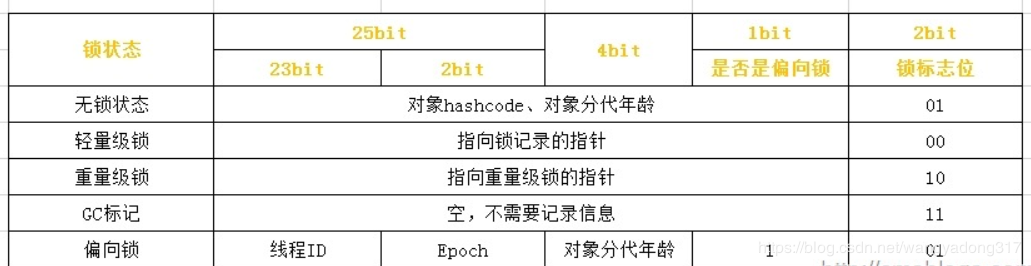 锁状态 25bit 4bit 1bit 2bit
23bit 2bit 是否是偏向锁 锁标志位
无锁状态 对象hashcode、对象分代年龄 01
轻量级锁 指向锁记录的指针 00
重量级锁 指向重量级锁的指针 10
GC标记 空，不需要记录信息 11
偏向锁 线程ID Epoch 对象分代年龄 1 01